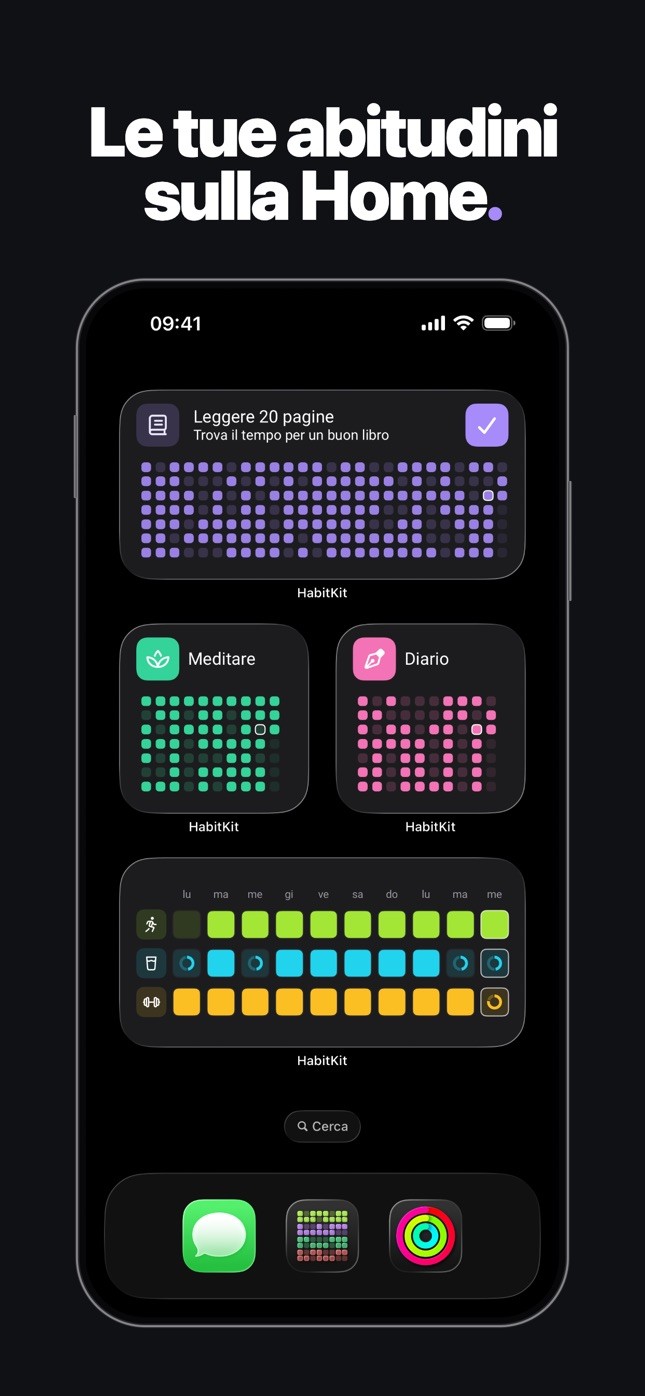 Le tue abitudini
sulla Home.
09:41
Leggere 20 pagine
Trova il tempo per un buon libro
HabitKit
Meditare
Diario
HabitKit
HabitKit
lu ma me gi ve sa do lu ma me
HabitKit
Cerca